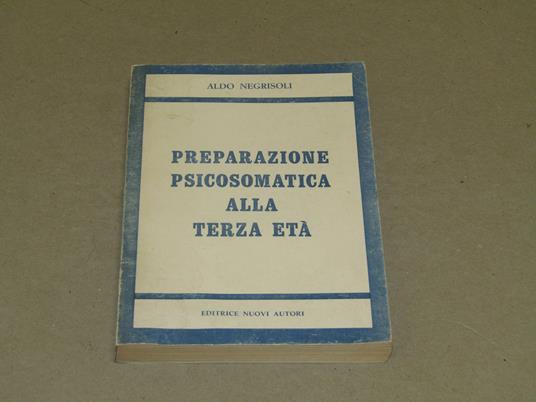 ALDO NEGRISOLI
PREPARAZIONE
PSICOSOMATICA
ALLA
TERZA ETÀ
EDITRICE NUOVI AUTORI